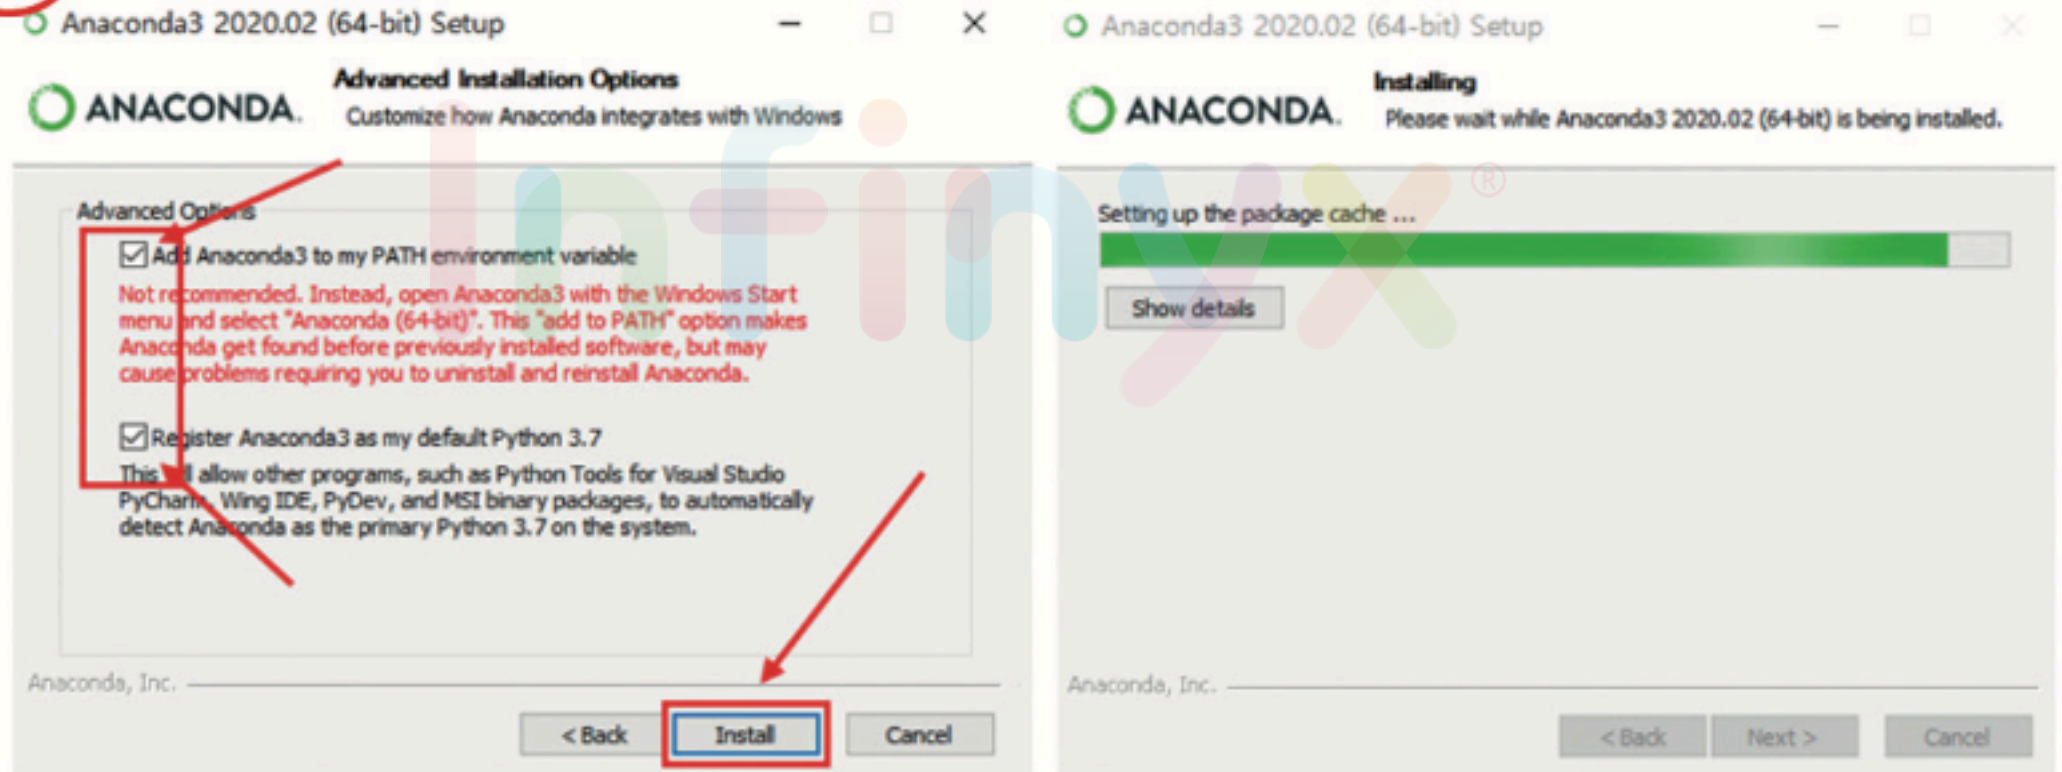 Anaconda3 2020.02 (64-bit) Setup
ANACONDA.
Advanced Installation Options
Customize how Anaconda integrates with Windows
Advanced Options
Add Anaconda3 to my PATH environment variable
Not recommended. Instead, open Anaconda3 with the Windows Start
menu and select "Anaconda (64-bit)". This "add to PATH" option makes
Anaconda get found before previously installed software, but may
cause problems requiring you to uninstall and reinstall Anaconda.
Register Anaconda3 as my default Python 3.7
This will allow other programs, such as Python Tools for Visual Studio
PyCharm, Wing IDE, PyDev, and MSI binary packages, to automatically
detect Anaconda as the primary Python 3.7 on the system.
Anaconda, Inc.
< Back
Install
Cancel
Anaconda3 2020.02 (64-bit) Setup
ANACONDA.
Installing
Please wait while Anaconda3 2020.02 (64-bit) is being installed.
Setting up the package cache ...
Show details
Anaconda, Inc.
< Back
Next >
Cancel
Infinyx®